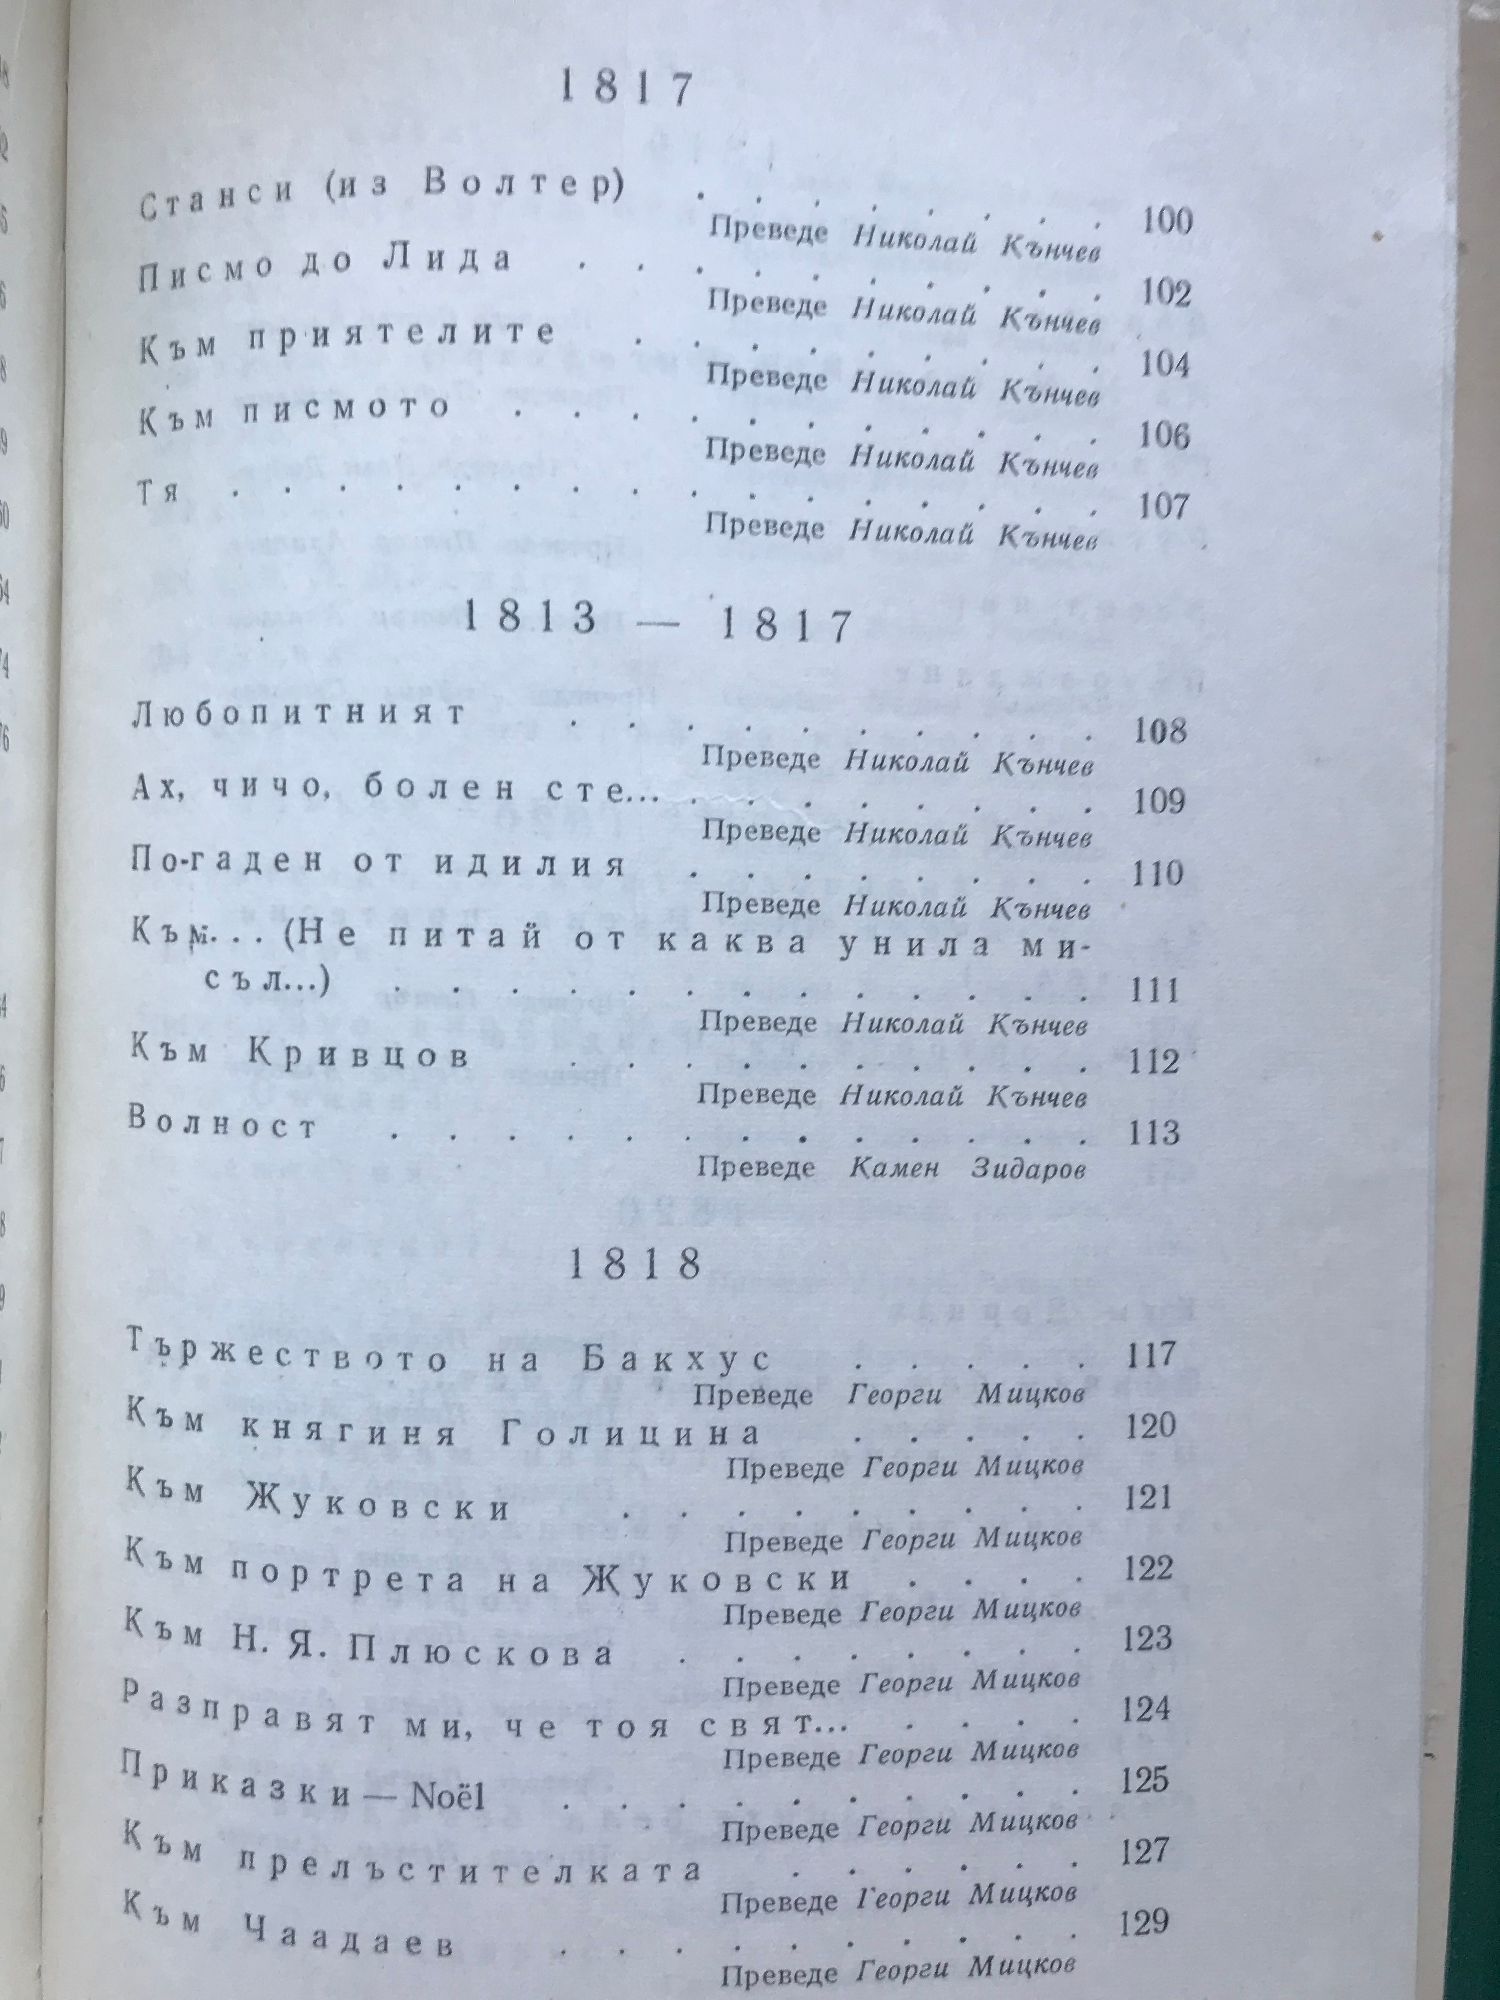 1817
Станси (из Волтер) . . . . . . . . 100
Преведе Николай Кънчев
Писмо до Лида . . . . . . . . . . 102
Преведе Николай Кънчев
Към приятелите . . . . . . . . . 104
Преведе Николай Кънчев
Към писмото . . . . . . . . . . . 106
Преведе Николай Кънчев
Тя . . . . . . . . . . . . . . . . 107
Преведе Николай Кънчев
1813 — 1817
Любопитният . . . . . . . . . . 108
Преведе Николай Кънчев
Ах, чичо, болен сте... . . . . . . . . 109
Преведе Николай Кънчев
По-гаден от идилия . . . . . . . . 110
Преведе Николай Кънчев
Към... (Не питай от каква унила ми-
съл...) . . . . . . . . . . . . . 111
Преведе Николай Кънчев
Към Кривцов . . . . . . . . . . 112
Преведе Николай Кънчев
Волност . . . . . . . . . . . . . 113
Преведе Камен Зидаров
1818
Тържеството на Бакхус . . . . . 117
Преведе Георги Мицков
Към княгиня Голицина . . . . . 120
Преведе Георги Мицков
Към Жуковски . . . . . . . . . 121
Преведе Георги Мицков
Към портрета на Жуковски . . . . 122
Преведе Георги Мицков
Към Н. Я. Плюскова . . . . . . . . 123
Преведе Георги Мицков
Разправят ми, че тоя свят... . . . . 124
Преведе Георги Мицков
Приказки — Noël . . . . . . . . . . 125
Преведе Георги Мицков
Към прелъстителката . . . . . . 127
Преведе Георги Мицков
Към Чаадаев . . . . . . . . . . 129
Преведе Георги Мицков